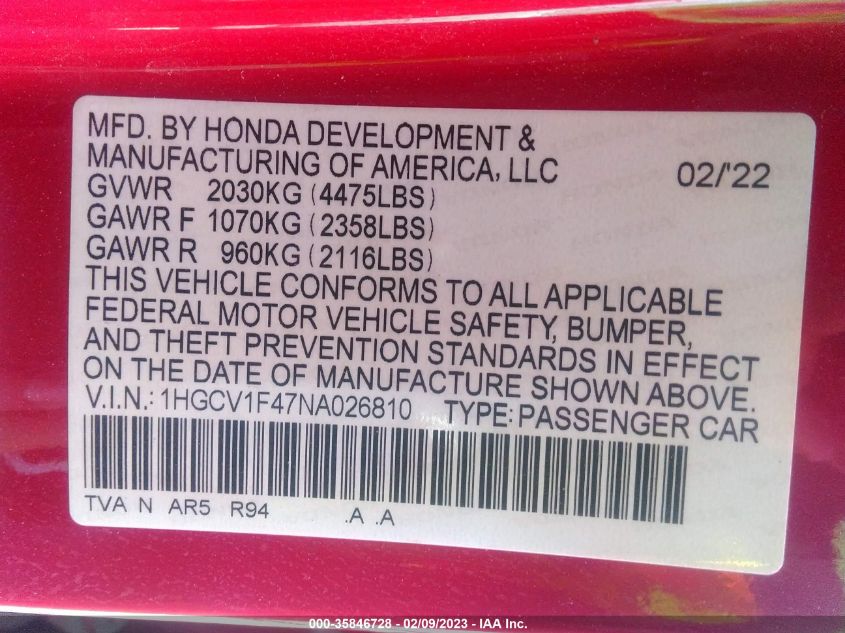 MFD. BY HONDA DEVELOPMENT &
MANUFACTURING OF AMERICA, LLC 02/'22
GVWR 2030KG (4475LBS)
GAWR F 1070KG (2358LBS)
GAWR R 960KG (2116LBS)
THIS VEHICLE CONFORMS TO ALL APPLICABLE
FEDERAL MOTOR VEHICLE SAFETY, BUMPER,
AND THEFT PREVENTION STANDARDS IN EFFECT
ON THE DATE OF MANUFACTURE SHOWN ABOVE.
V.I.N.: 1HGCV1F47NA026810 TYPE: PASSENGER CAR
TVA N AR5 R94 .A .A
000-35846728 - 02/09/2023 - IAA Inc.